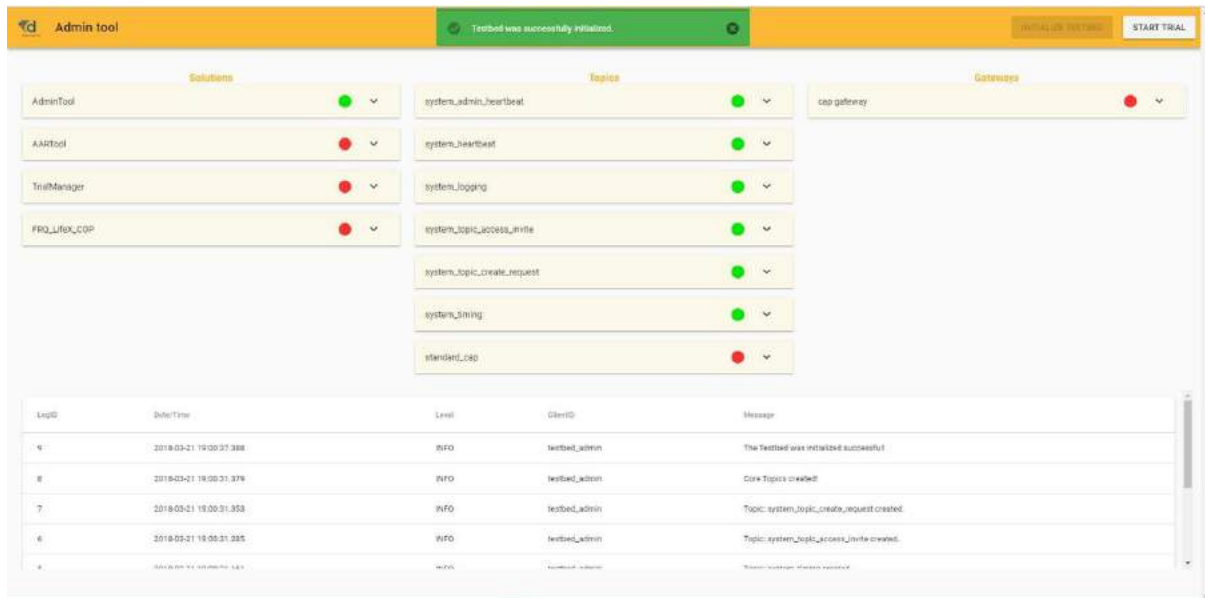 Admin tool
Testbed was successfully initialized.
INITIALIZE TESTBED
START TRIAL
Solutions
Topics
Gateways
AdminTool
system_admin_heartbeat
cap gateway
AARTool
system_heartbeat
TrialManager
system_logging
FRQ_LifeX_COP
system_topic_access_invite
system_topic_create_request
system_timing
standard_cap
LogID Date/Time Level ClientID Message
9 2018-03-21 19:00:37.388 INFO testbed_admin The Testbed was initialized successful!
8 2018-03-21 19:00:31.379 INFO testbed_admin Core Topics created!
7 2018-03-21 19:00:31.353 INFO testbed_admin Topic: system_topic_create_request created.
6 2018-03-21 19:00:31.285 INFO testbed_admin Topic: system_topic_access_invite created.